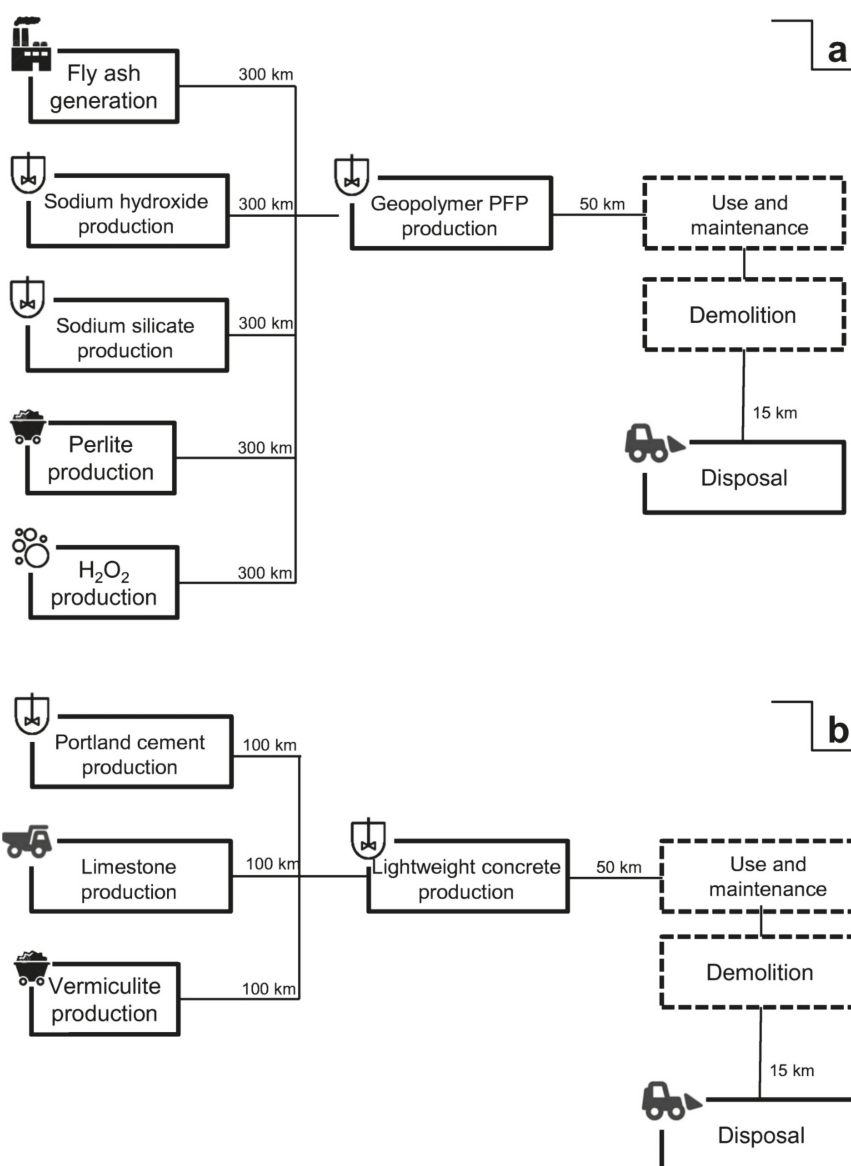 a
Fly ash
generation
300 km
Sodium hydroxide
production
300 km
Geopolymer PFP
production
50 km
Use and
maintenance
Sodium silicate
production
300 km
Demolition
15 km
Perlite
production
300 km
Disposal
H₂O₂
production
300 km
b
Portland cement
production
100 km
Limestone
production
100 km
Lightweight concrete
production
50 km
Use and
maintenance
Vermiculite
production
100 km
Demolition
15 km
Disposal